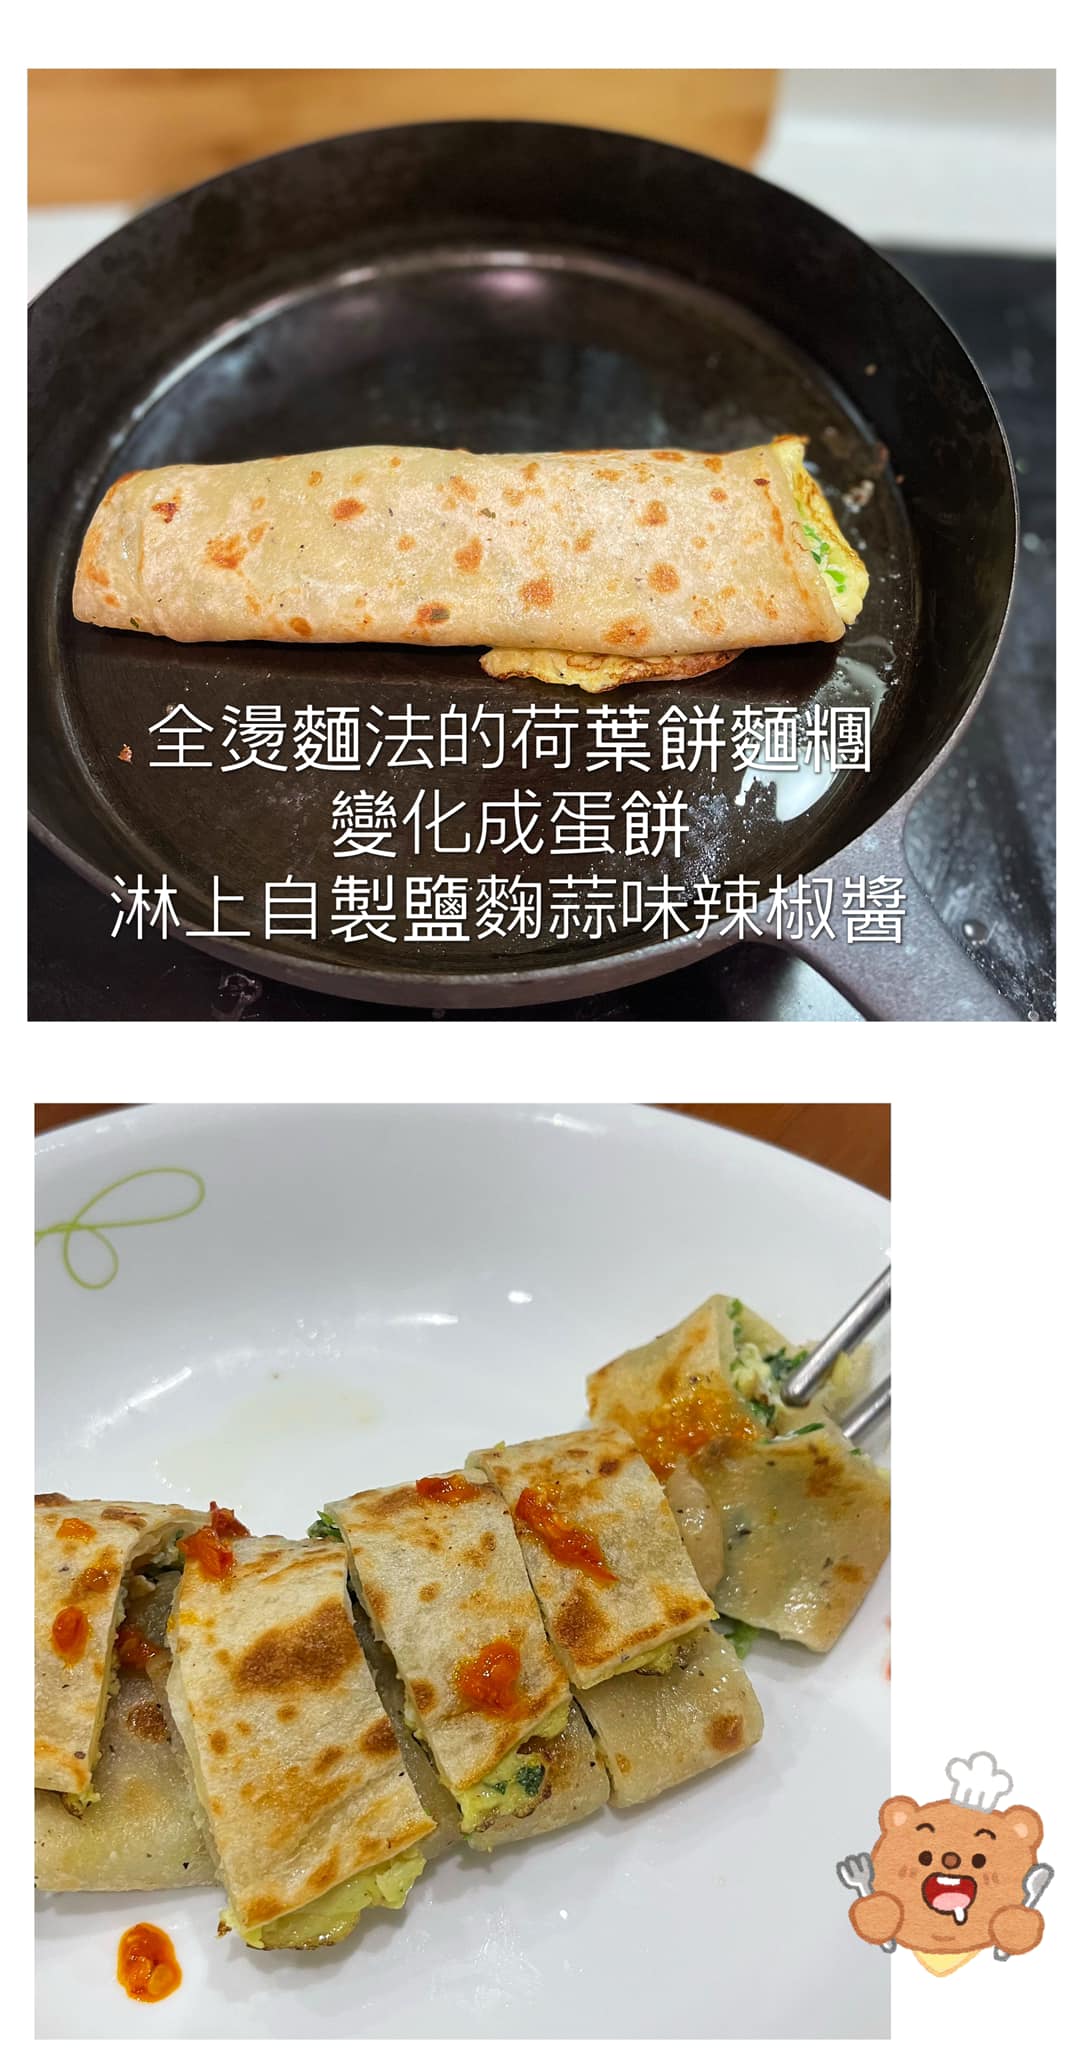 全燙麵法的荷葉餅麵糰
變化成蛋餅
淋上自製鹽麴蒜味辣椒醬